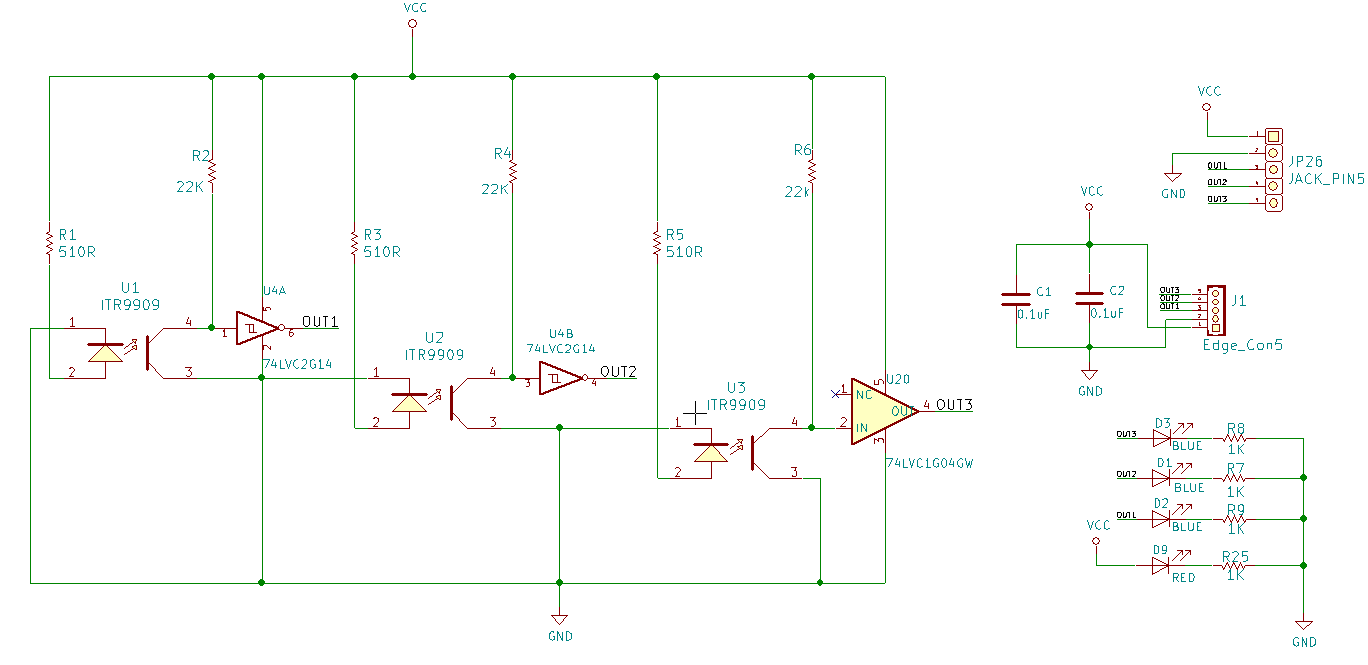 VCC
R2
22K
R4
22K
R6
22k
R1
510R
R3
510R
R5
510R
U1
ITR9909
1
2
4
3
U4A
1
5
2
6
OUT1
74LVC2G14
U2
ITR9909
1
2
4
3
U4B
74LVC2G14
3
4
OUT2
U3
ITR9909
1
2
4
3
U20
1
NC
2
IN
5
3
OUT
4
OUT3
74LVC1G04GW
GND
VCC
GND
1
2
OUT1
3
OUT2
4
OUT3
5
JP26
JACK_PIN5
VCC
C1
0.1uF
C2
0.1uF
GND
OUT3
5
OUT2
4
OUT1
3
2
1
J1
Edge_Con5
OUT3
D3
BLUE
R8
1K
OUT2
D1
BLUE
R7
1K
OUT1
D2
BLUE
R9
1K
VCC
D9
RED
R25
1K
GND